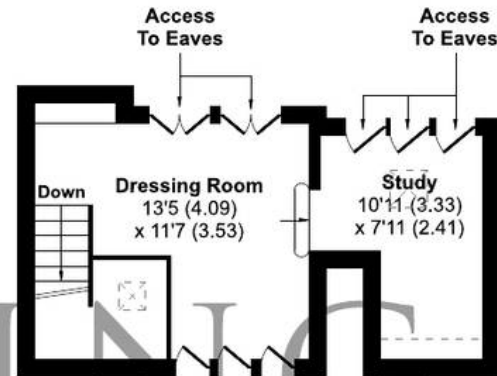 Access
To Eaves
Access
To Eaves
Down
Dressing Room
13'5 (4.09)
x 11'7 (3.53)
Study
10'11 (3.33)
x 7'11 (2.41)